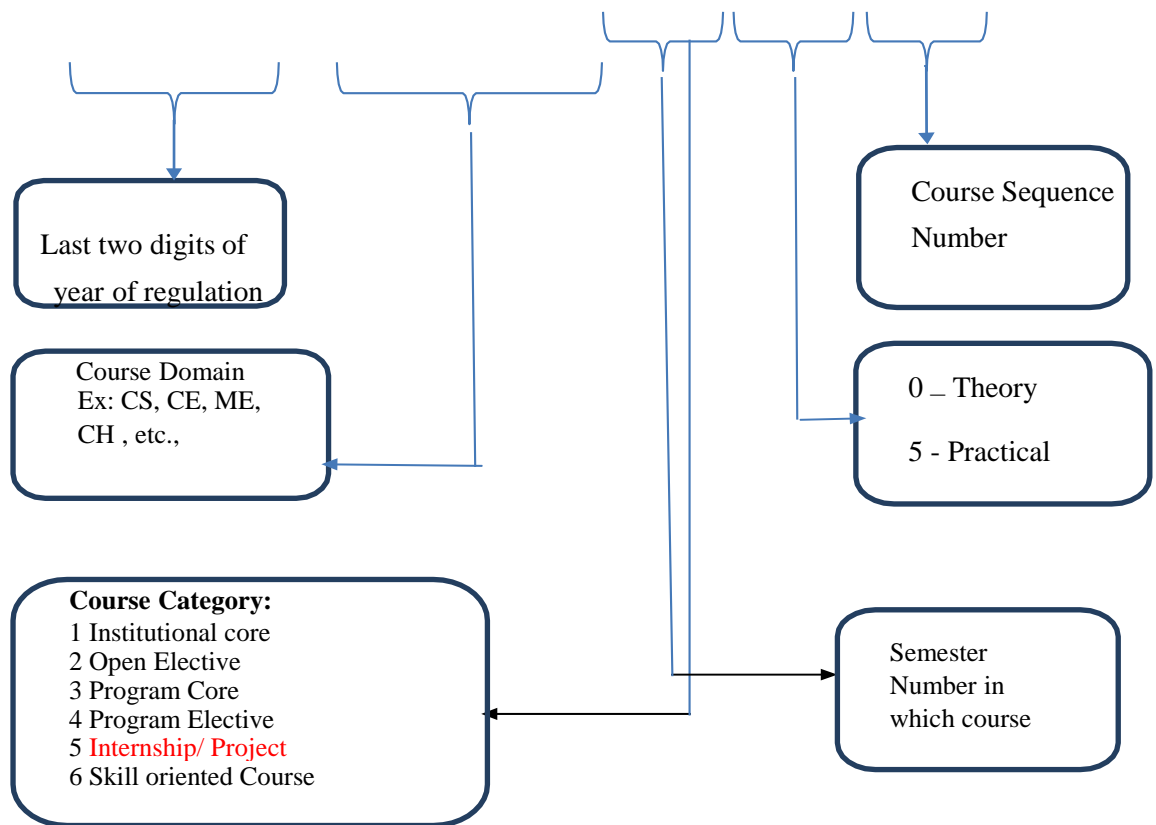 Last two digits of
year of regulation
Course Sequence
Number
Course Domain
Ex: CS, CE, ME,
CH , etc.,
0 – Theory
5 - Practical
Course Category:
1 Institutional core
2 Open Elective
3 Program Core
4 Program Elective
5 Internship/ Project
6 Skill oriented Course
Semester
Number in
which course